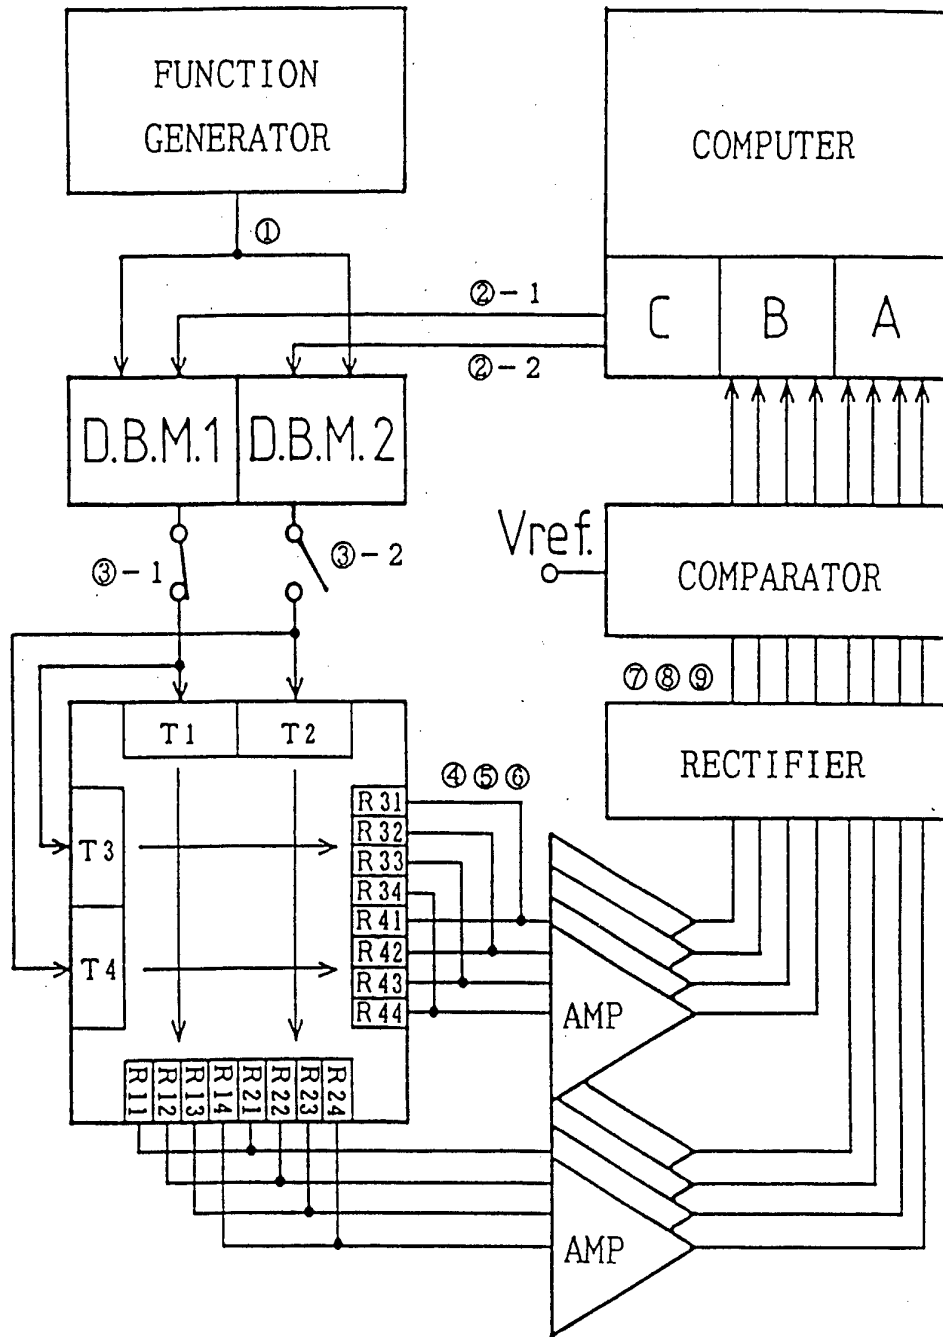 FUNCTION
GENERATOR
COMPUTER
①
②-1
C
B
A
②-2
D.B.M.1
D.B.M.2
Vref.
③-1
③-2
COMPARATOR
⑦⑧⑨
T1
T2
RECTIFIER
④⑤⑥
R31
R32
T3
R33
R34
R41
R42
T4
R43
R44
AMP
R11
R12
R13
R14
R21
R22
R23
R24
AMP